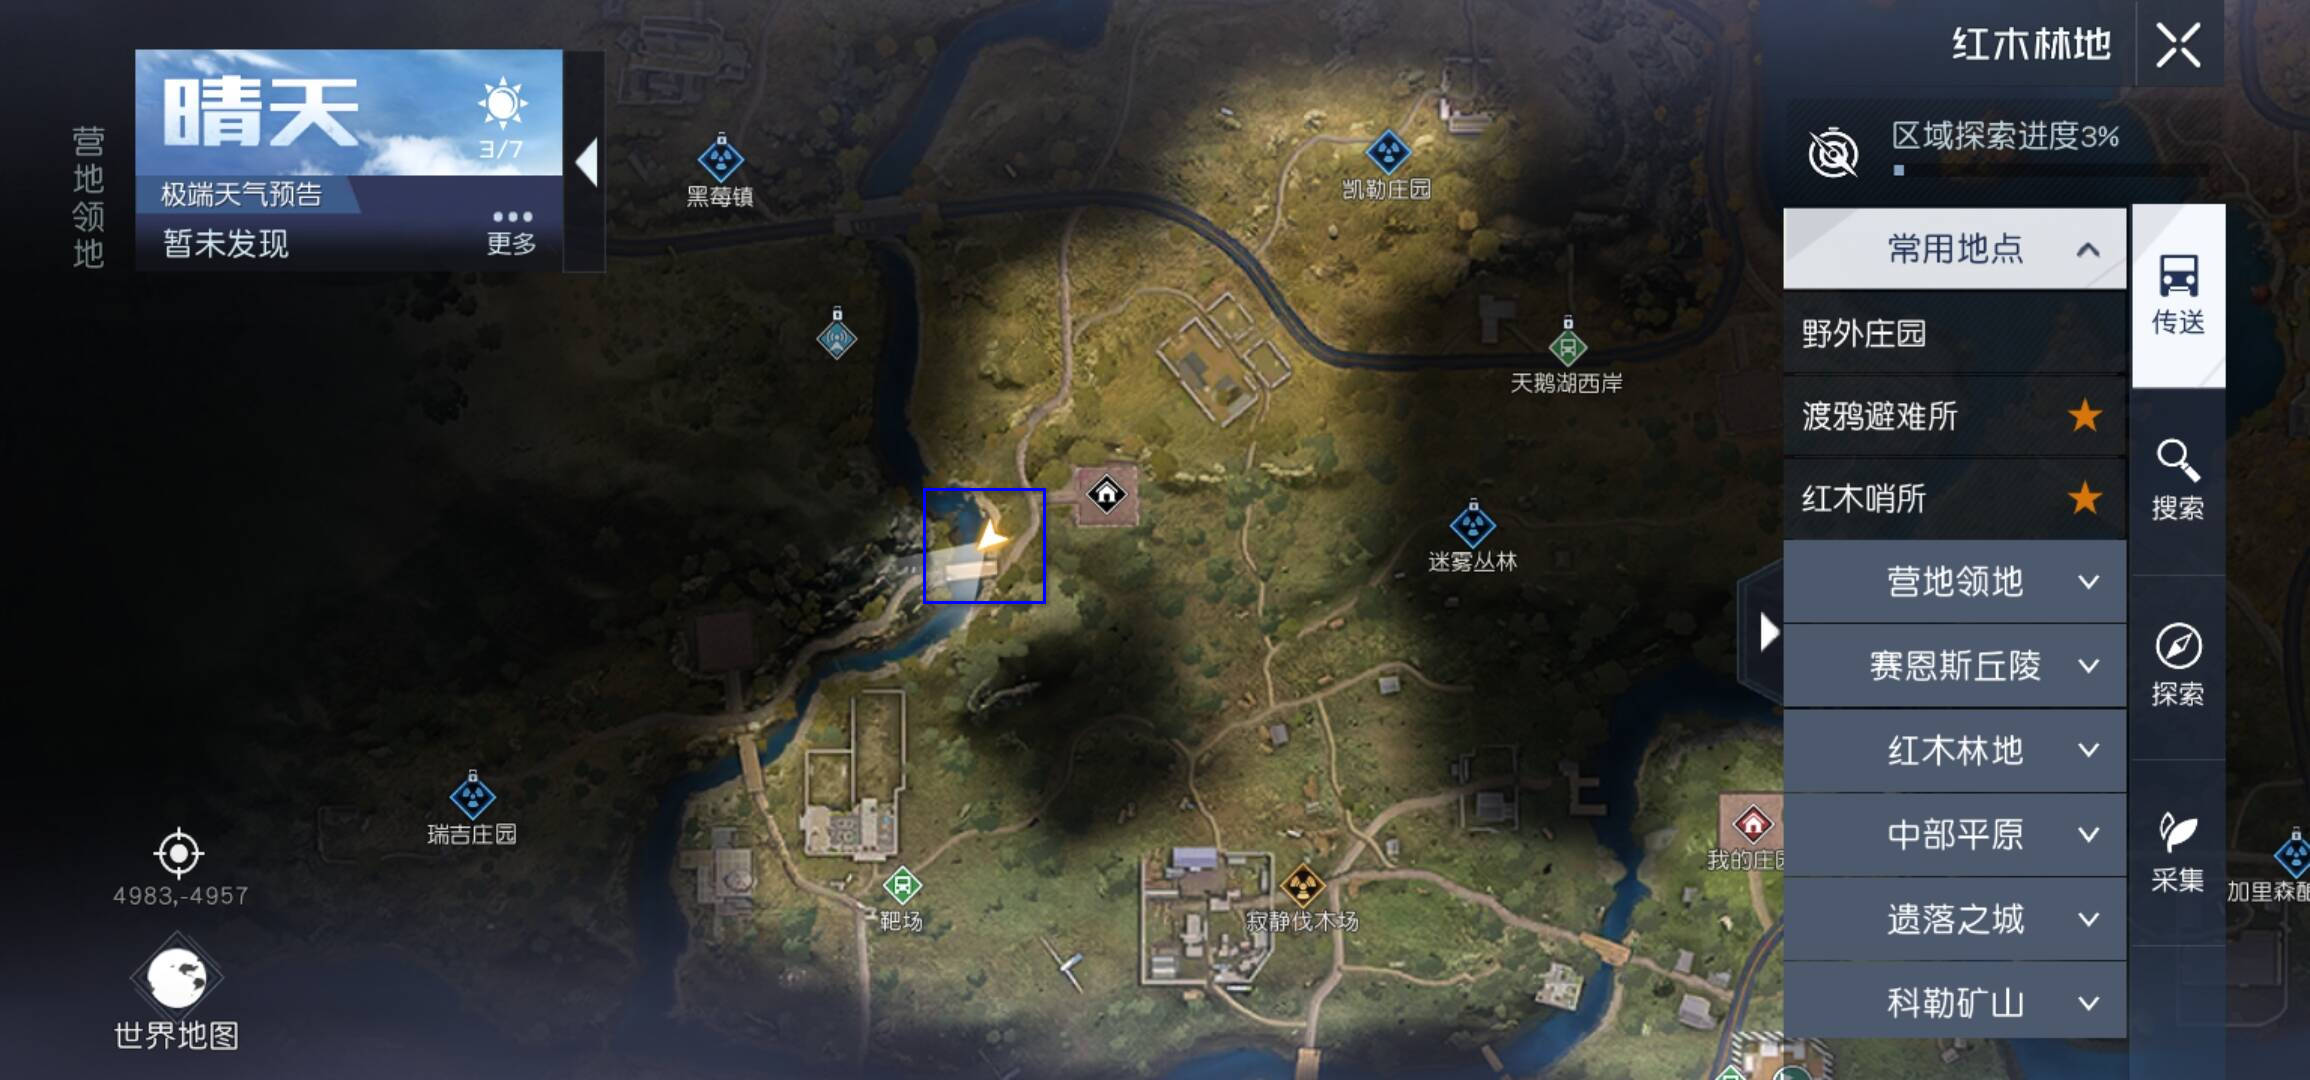 红木林地
营地领地
晴天
3/7
极端天气预告
暂未发现
更多
区域探索进度3%
常用地点
野外庄园
渡鸦避难所
红木哨所
营地领地
赛恩斯丘陵
红木林地
中部平原
遗落之城
科勒矿山
传送
搜索
探索
采集
黑莓镇
凯勒庄园
天鹅湖西岸
迷雾丛林
瑞吉庄园
靶场
寂静伐木场
我的庄园
加里森
4983,-4957
世界地图